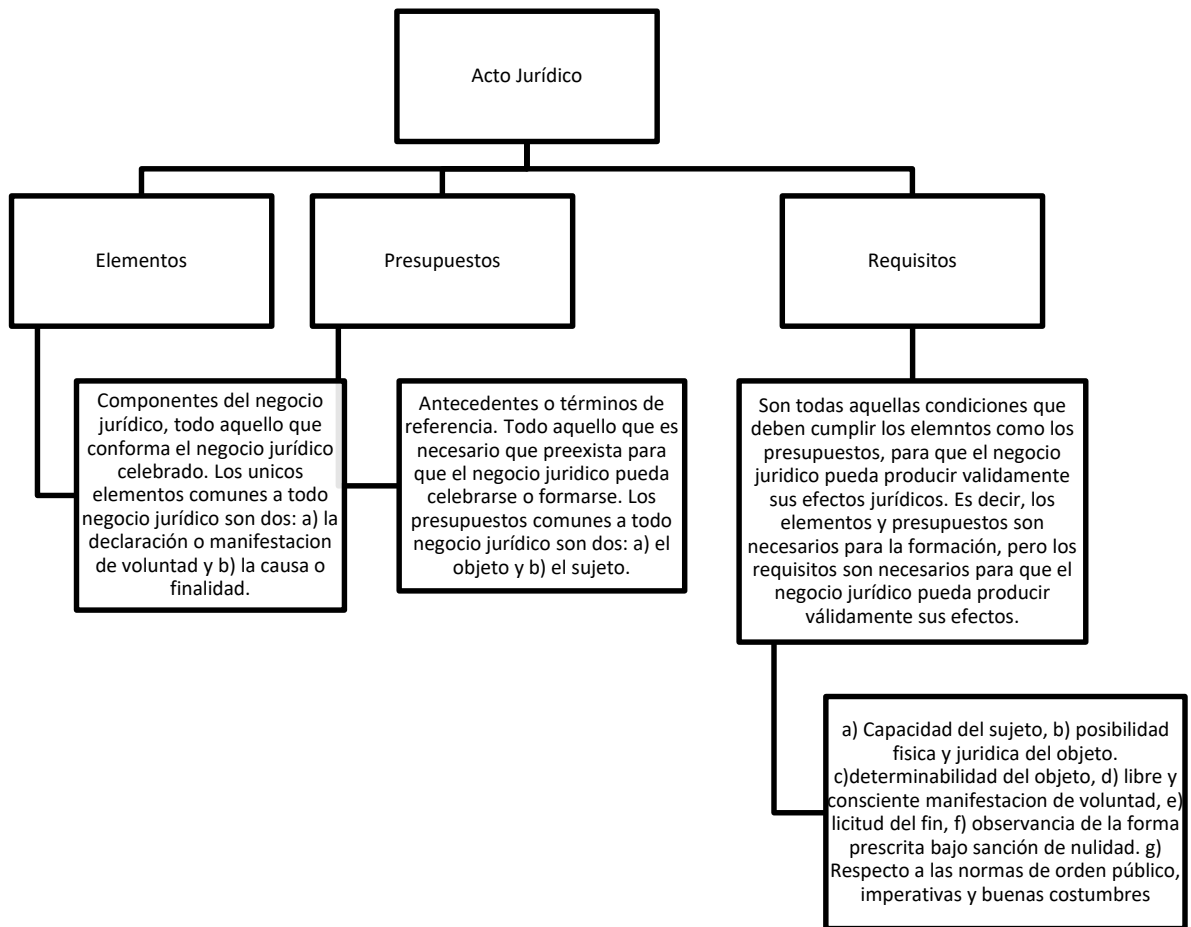 Acto Jurídico
Elementos
Presupuestos
Requisitos
Componentes del negocio
jurídico, todo aquello que
conforma el negocio jurídico
celebrado. Los unicos
elementos comunes a todo
negocio jurídico son dos: a) la
declaración o manifestacion
de voluntad y b) la causa o
finalidad.
Antecedentes o términos de
referencia. Todo aquello que es
necesario que preexista para
que el negocio juridico pueda
celebrarse o formarse. Los
presupuestos comunes a todo
negocio jurídico son dos: a) el
objeto y b) el sujeto.
Son todas aquellas condiciones que
deben cumplir los elemntos como los
presupuestos, para que el negocio
juridico pueda producir validamente
sus efectos jurídicos. Es decir, los
elementos y presupuestos son
necesarios para la formación, pero los
requisitos son necesarios para que el
negocio jurídico pueda producir
válidamente sus efectos.
a) Capacidad del sujeto, b) posibilidad
fisica y juridica del objeto.
c)determinabilidad del objeto, d) libre y
consciente manifestacion de voluntad, e)
licitud del fin, f) observancia de la forma
prescrita bajo sanción de nulidad. g)
Respecto a las normas de orden público,
imperativas y buenas costumbres